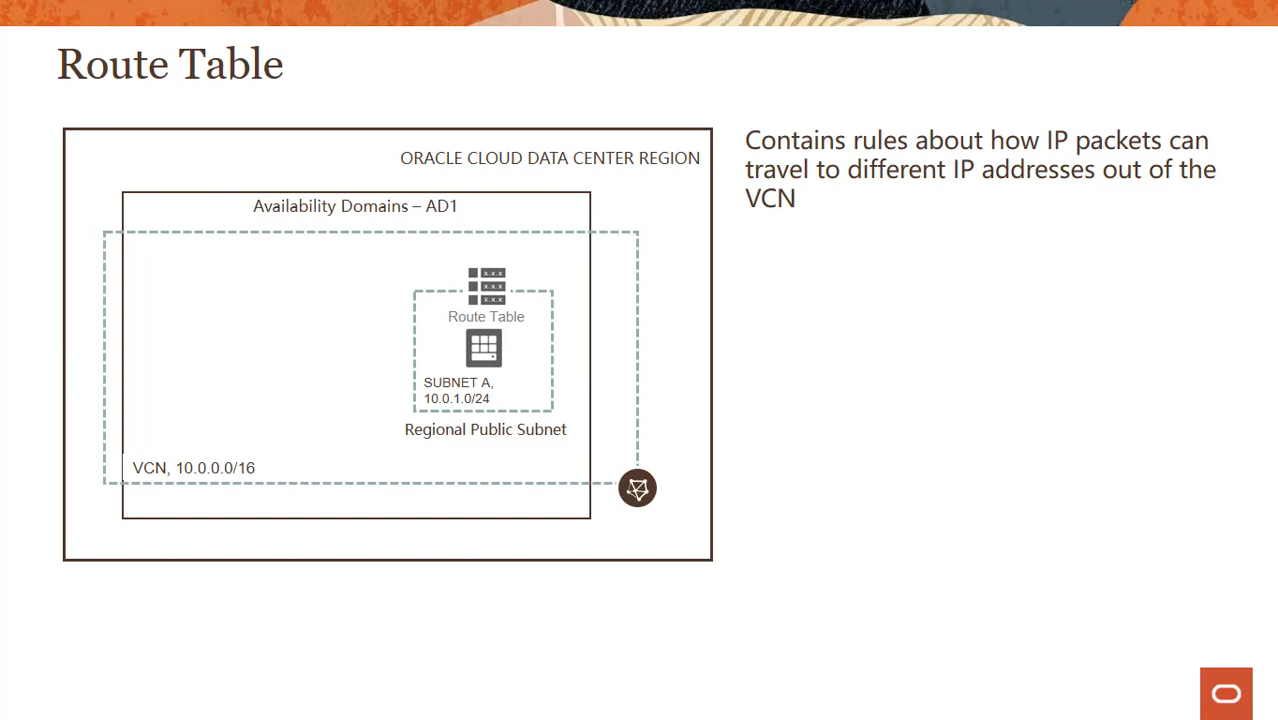 Route Table
ORACLE CLOUD DATA CENTER REGION
Availability Domains – AD1
x.x.x
x.x.x
x.x.x
Route Table
SUBNET A,
10.0.1.0/24
Regional Public Subnet
VCN, 10.0.0.0/16
Contains rules about how IP packets can
travel to different IP addresses out of the
VCN